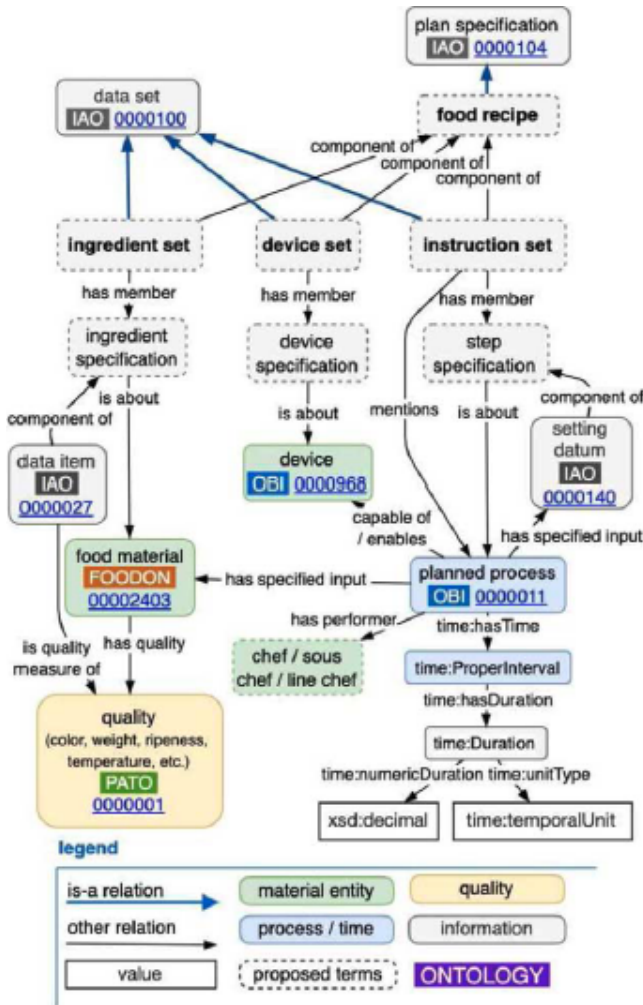 plan specification
IAO 0000104
data set
IAO 0000100
food recipe
component of
component of
component of
ingredient set
device set
instruction set
has member
has member
has member
ingredient
specification
device
specification
step
specification
component of
is about
is about
mentions
is about
component of
data item
IAO
0000027
device
OBI 0000968
setting
datum
IAO
0000140
capable of
/ enables
has specified input
food material
FOODON
00002403
has specified input
planned process
OBI 0000011
has performer
time:hasTime
is quality
measure of
has quality
chef / sous
chef / line chef
time:ProperInterval
time:hasDuration
quality
(color, weight, ripeness,
temperature, etc.)
PATO
0000001
time:Duration
time:numericDuration time:unitType
xsd:decimal
time:temporalUnit
legend
is-a relation
material entity
quality
other relation
process / time
information
value
proposed terms
ONTOLOGY